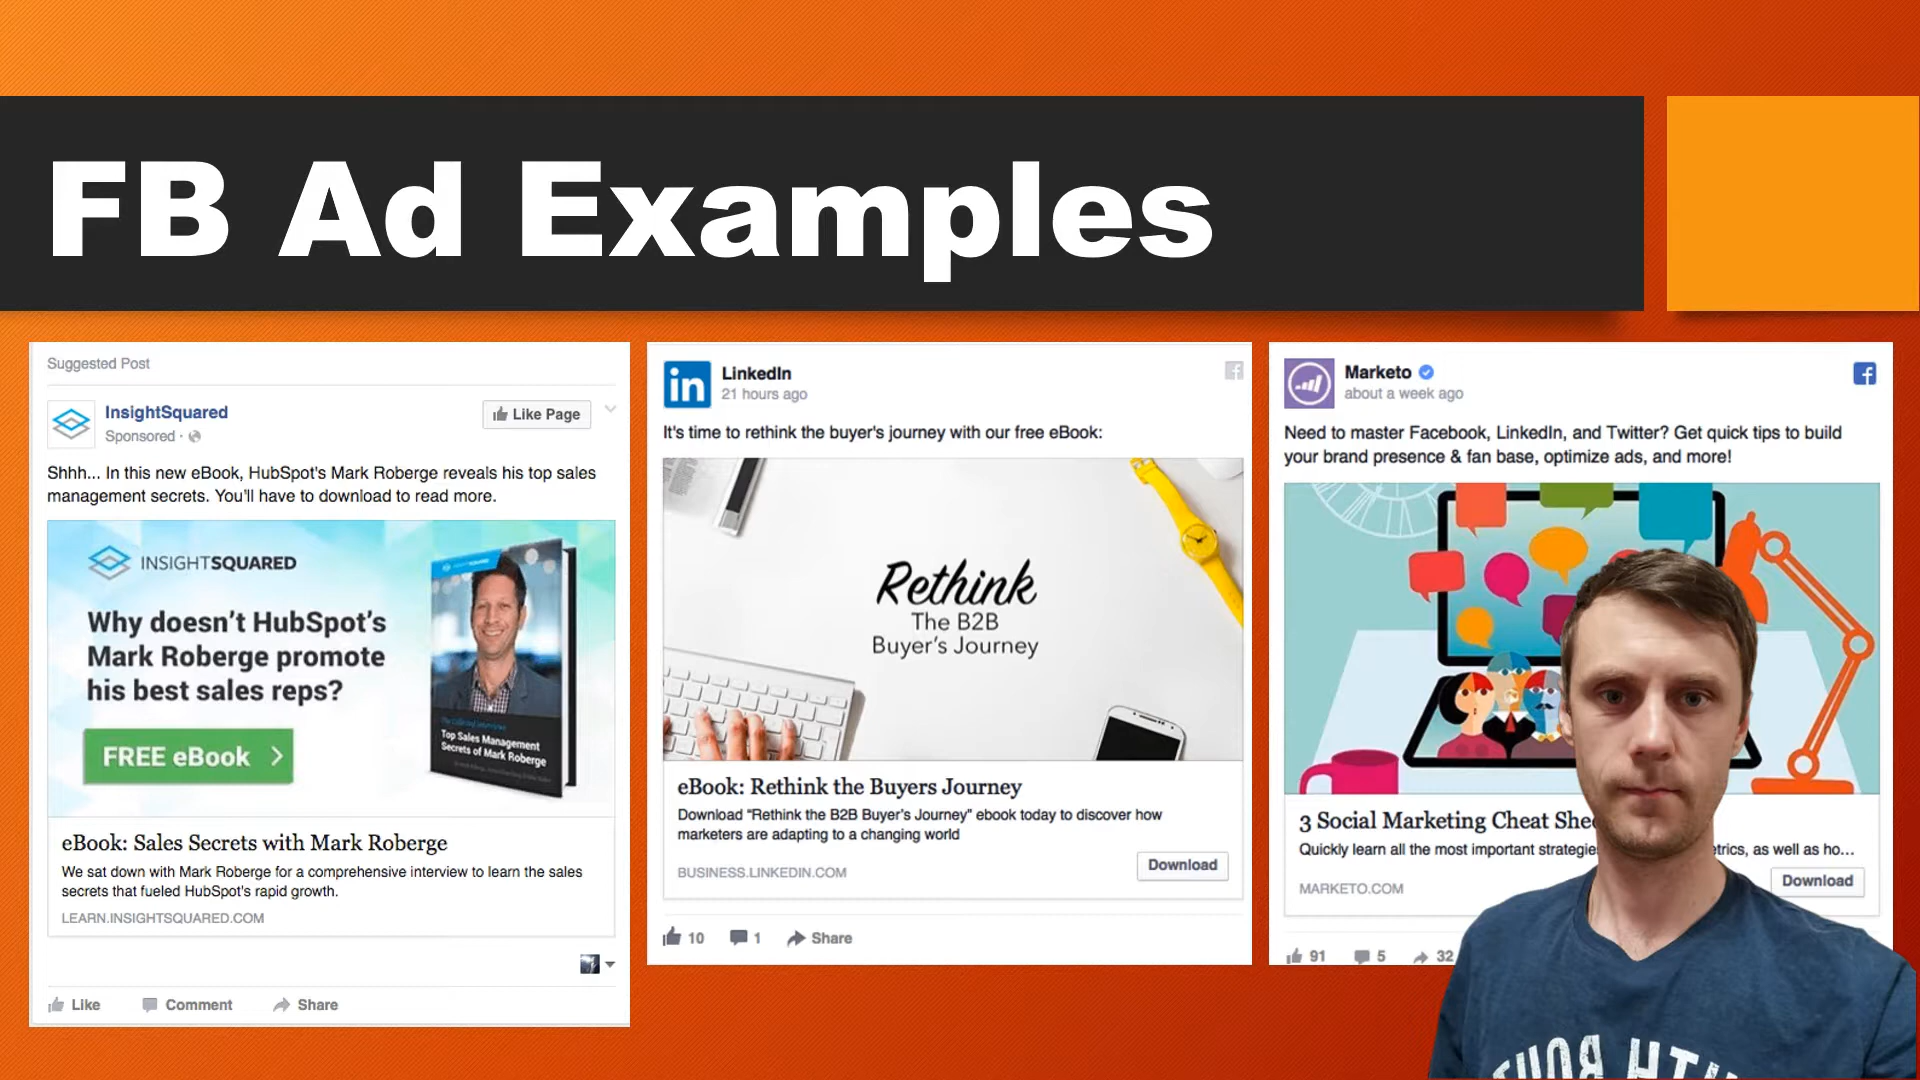 FB Ad Examples
Suggested Post
InsightSquared
Sponsored ·
Like Page
Shhh... In this new eBook, HubSpot's Mark Roberge reveals his top sales
management secrets. You'll have to download to read more.
INSIGHTSQUARED
Why doesn't HubSpot's
Mark Roberge promote
his best sales reps?
FREE eBook
Top Sales Management
Secrets of Mark Roberge
eBook: Sales Secrets with Mark Roberge
We sat down with Mark Roberge for a comprehensive interview to learn the sales
secrets that fueled HubSpot's rapid growth.
LEARN.INSIGHTSQUARED.COM
Like Comment Share
in
LinkedIn
21 hours ago
It's time to rethink the buyer's journey with our free eBook:
Rethink
The B2B
Buyer's Journey
eBook: Rethink the Buyers Journey
Download "Rethink the B2B Buyer's Journey" ebook today to discover how
marketers are adapting to a changing world
BUSINESS.LINKEDIN.COM
Download
10 1 Share
Marketo
about a week ago
Need to master Facebook, LinkedIn, and Twitter? Get quick tips to build
your brand presence & fan base, optimize ads, and more!
3 Social Marketing Cheat
Quickly learn all the most important as well as ho...
MARKETO.COM
Download
91 5 32